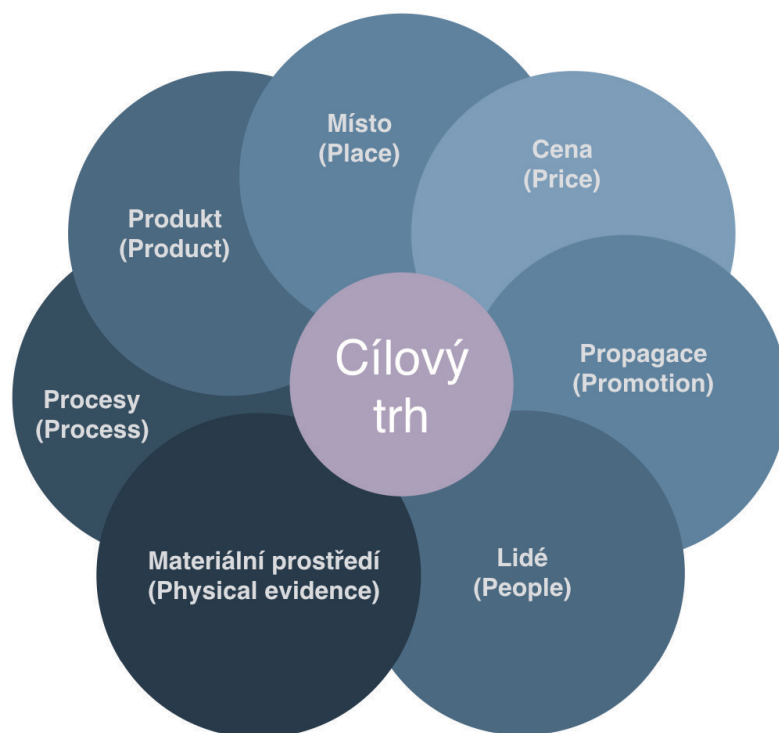 Místo
(Place)
Cena
(Price)
Produkt
(Product)
Cílový
trh
Propagace
(Promotion)
Procesy
(Process)
Materiální prostředí
(Physical evidence)
Lidé
(People)